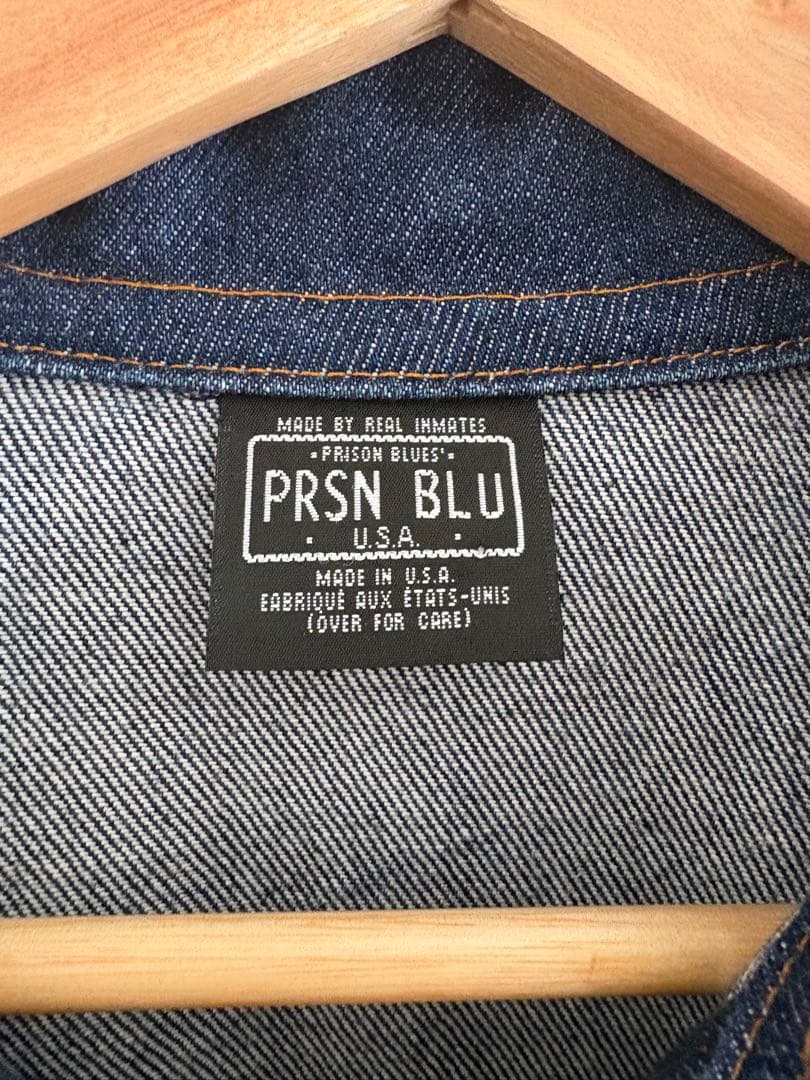 MADE BY REAL INMATES
·PRISON BLUES'·
PRSN BLU
· U.S.A. ·
MADE IN U.S.A.
FABRIQUÉ AUX ÉTATS-UNIS
(OVER FOR CARE)